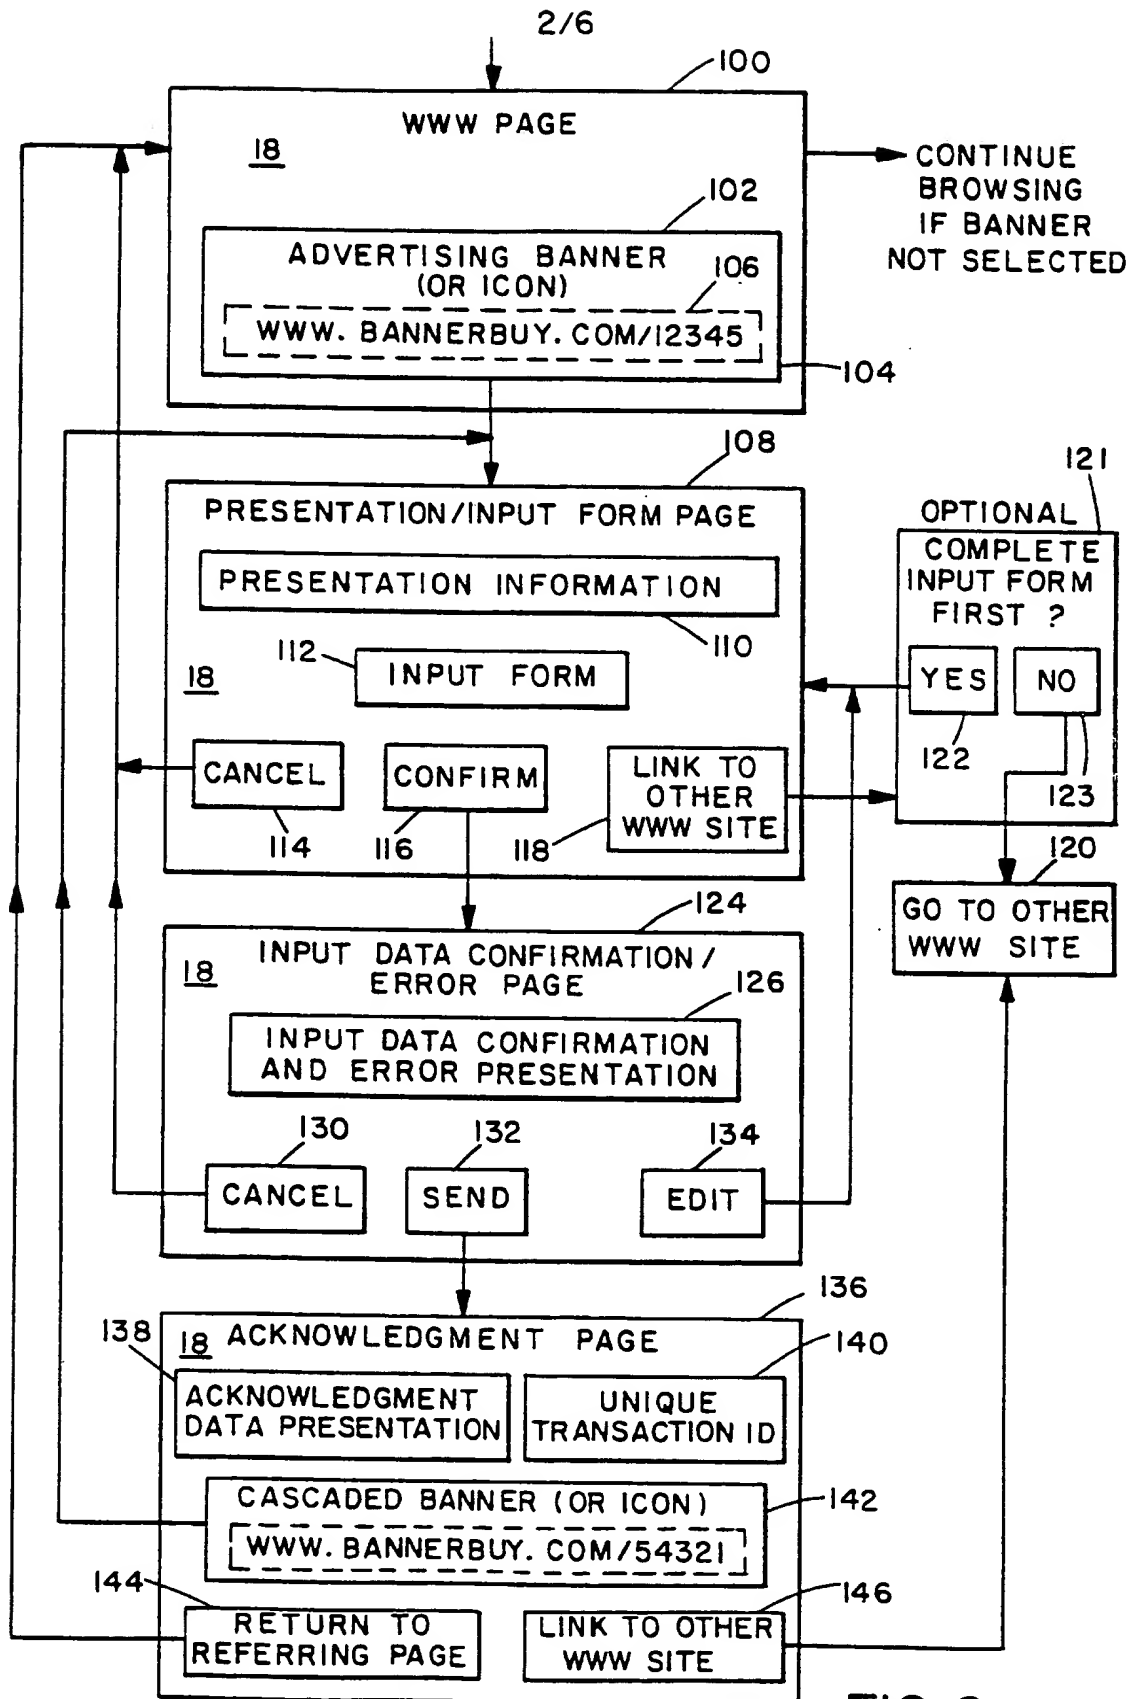 2/6
100
WWW PAGE
18
CONTINUE
BROWSING
IF BANNER
NOT SELECTED
102
ADVERTISING BANNER
(OR ICON)
106
WWW. BANNERBUY. COM/12345
104
108
PRESENTATION/INPUT FORM PAGE
PRESENTATION INFORMATION
110
112
INPUT FORM
18
CANCEL
114
CONFIRM
116
LINK TO
OTHER
WWW SITE
118
121
OPTIONAL
COMPLETE
INPUT FORM
FIRST ?
YES
NO
122
123
120
GO TO OTHER
WWW SITE
124
INPUT DATA CONFIRMATION /
ERROR PAGE
18
126
INPUT DATA CONFIRMATION
AND ERROR PRESENTATION
130
132
134
CANCEL
SEND
EDIT
136
18
ACKNOWLEDGMENT PAGE
138
140
ACKNOWLEDGMENT
DATA PRESENTATION
UNIQUE
TRANSACTION ID
CASCADED BANNER (OR ICON)
142
WWW. BANNERBUY. COM/54321
144
146
RETURN TO
REFERRING PAGE
LINK TO OTHER
WWW SITE